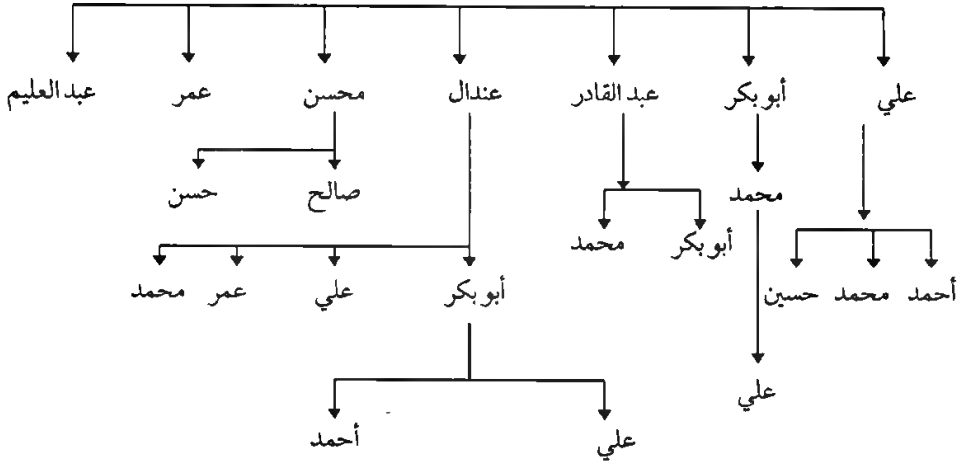 علي أبو بكر عبد القادر عندال محسن عمر عبد العليم
محمد صالح حسن
أبو بكر محمد
أحمد محمد حسين أبو بكر علي عمر محمد
علي
علي أحمد